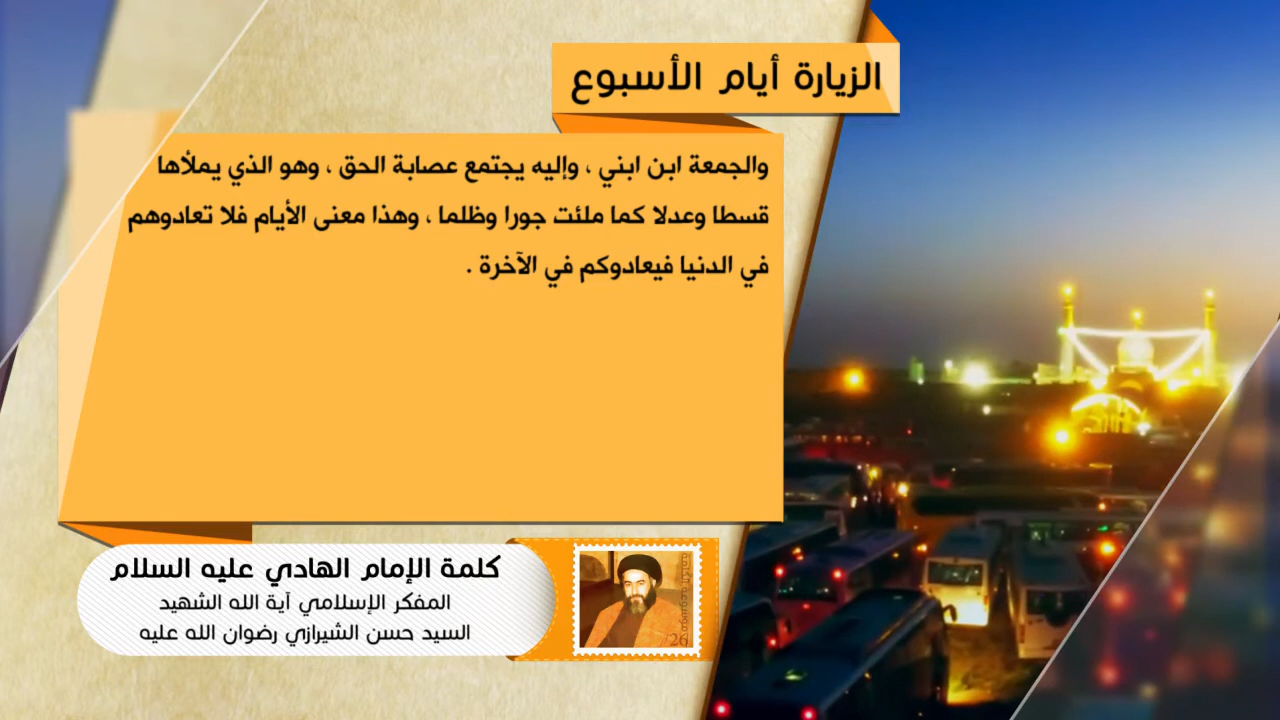 الزيارة أيام الأسبوع
والجمعة ابن ابني ، وإليه يجتمع عصابة الحق ، وهو الذي يملأها
قسطا وعدلا كما ملئت جورا وظلما ، وهذا معنى الأيام فلا تعادوهم
في الدنيا فيعادوكم في الآخرة .
كلمة الإمام الهادي عليه السلام
المفكر الإسلامي آية الله الشهيد
السيد حسن الشيرازي رضوان الله عليه
26